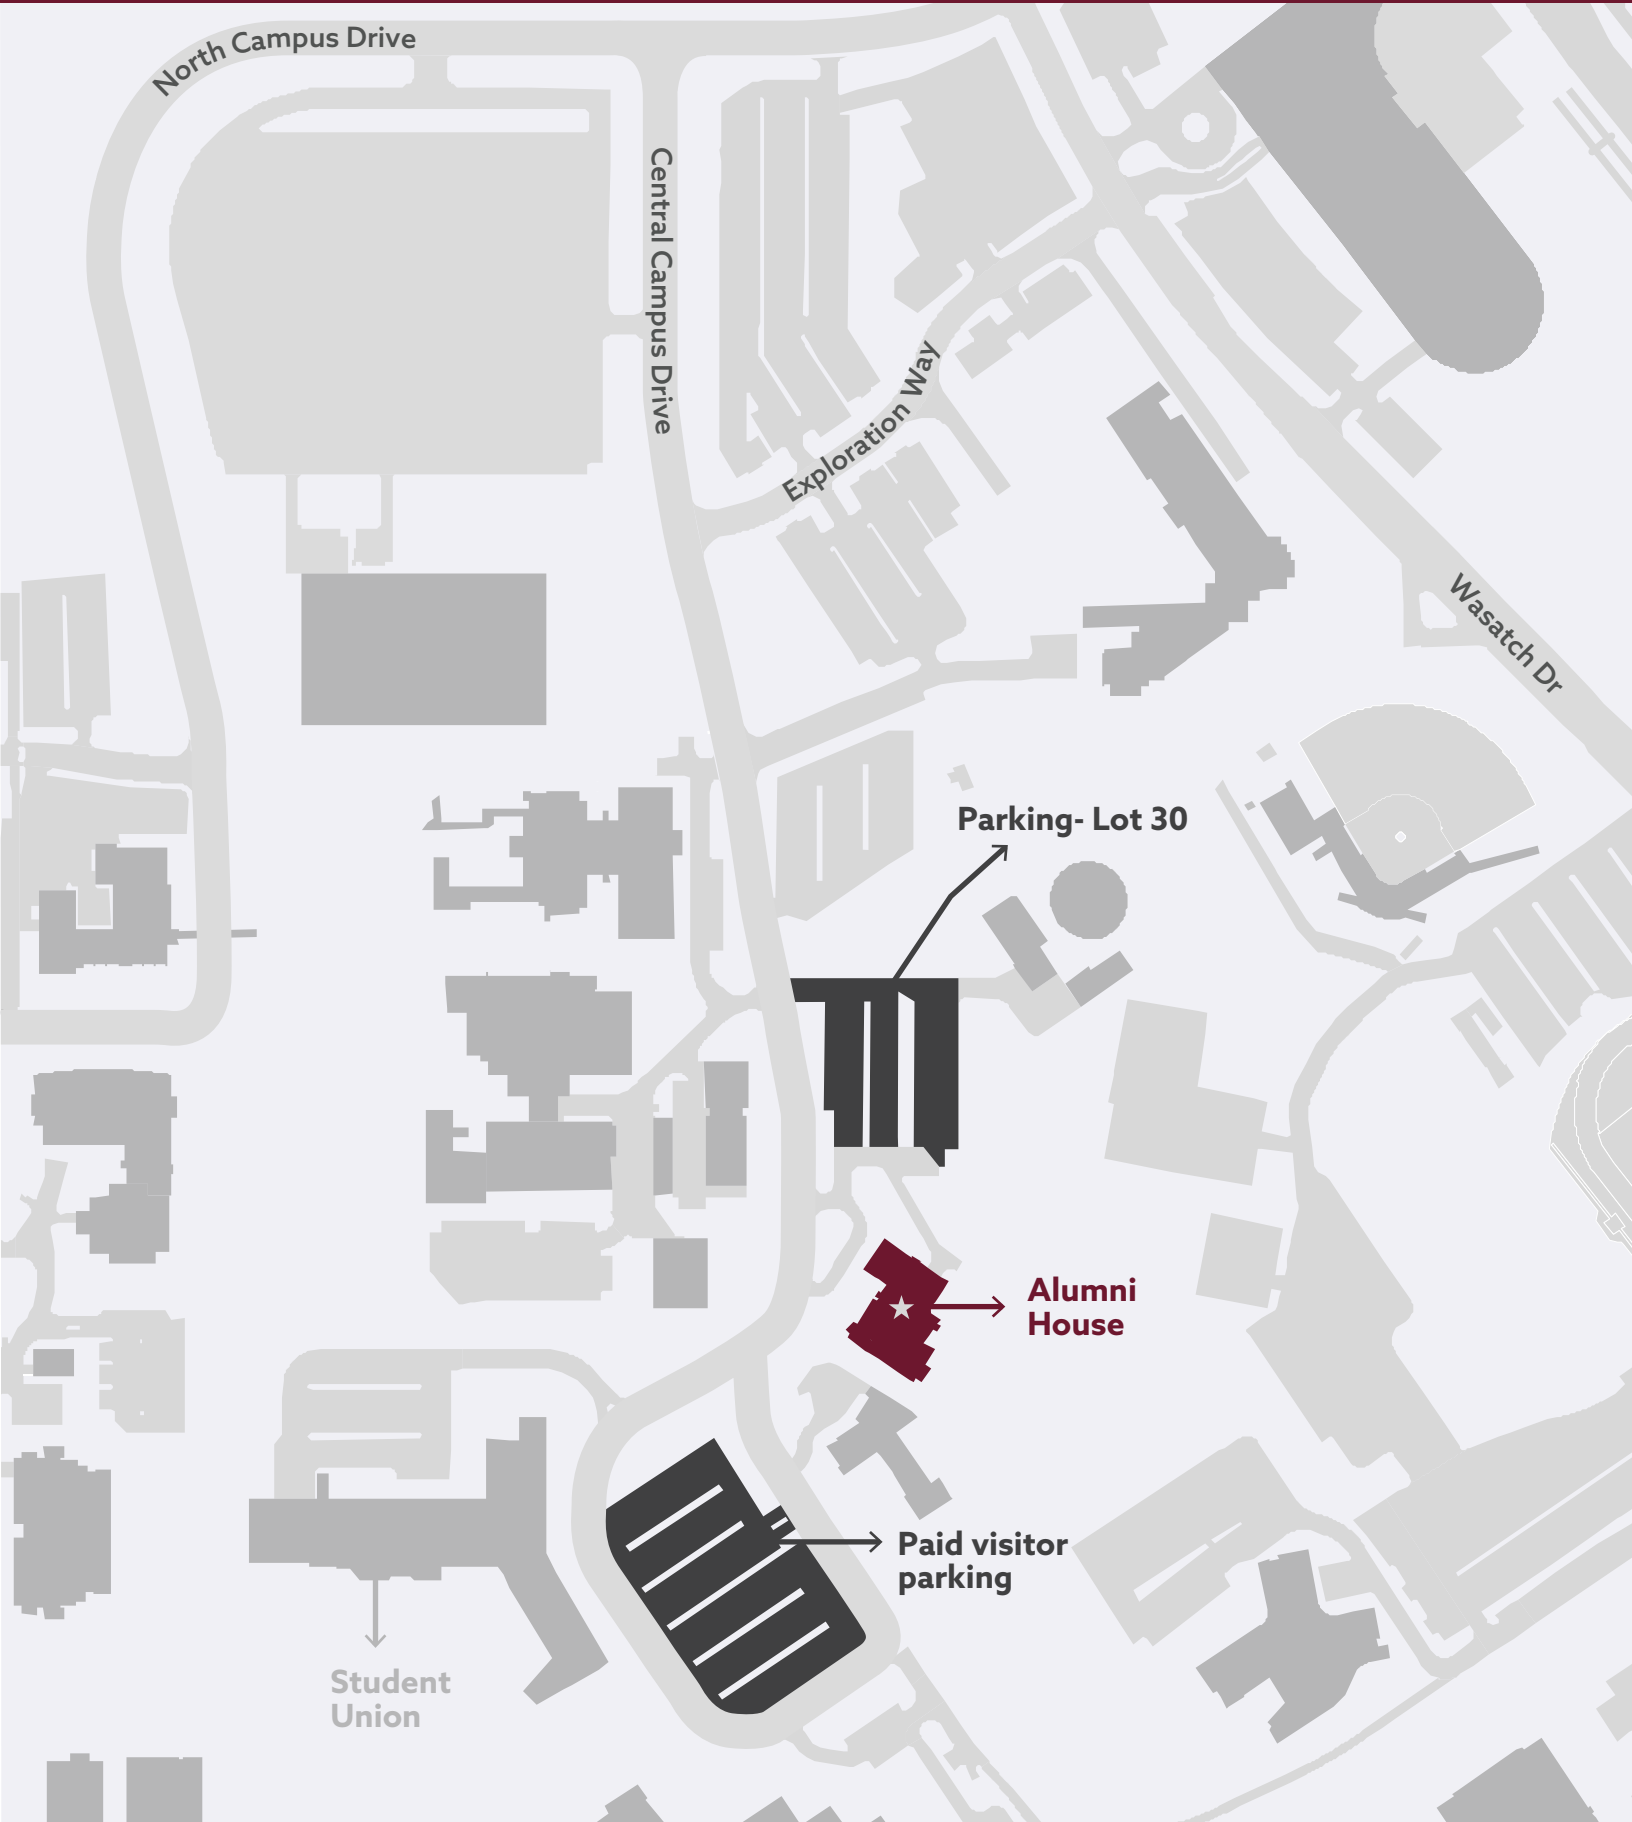 North Campus Drive
Central Campus Drive
Exploration Way
Wasatch Dr
Parking- Lot 30
Alumni
House
Paid visitor
parking
Student
Union